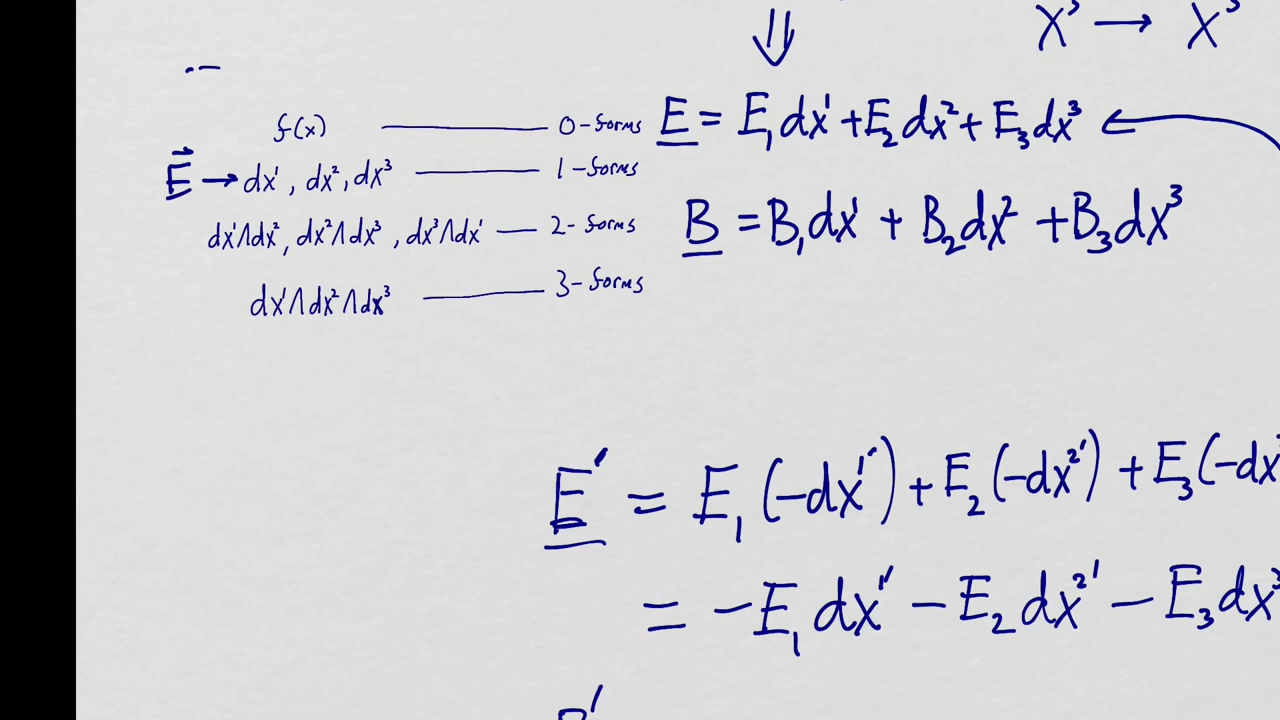 ⇓
X³ → X³
f(x) ——— 0-forms
E⃗ → dx¹, dx², dx³ ——— 1-forms
dx¹∧dx², dx²∧dx³, dx³∧dx¹ — 2-forms
dx¹∧dx²∧dx³ ——— 3-forms
E = E₁dx¹ + E₂dx² + E₃dx³ ←
B = B₁dx¹ + B₂dx² + B₃dx³
E' = E₁(-dx¹') + E₂(-dx²') + E₃(-dx
= -E₁dx¹' - E₂dx²' - E₃dx³